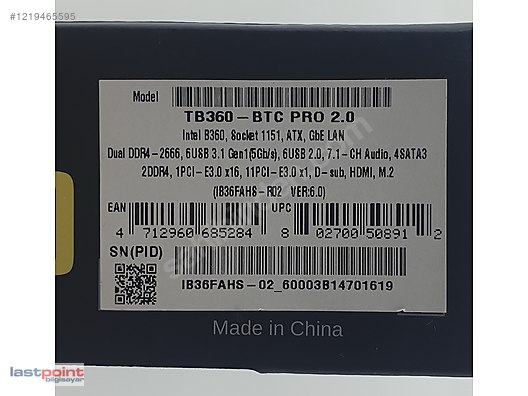 #1219465595
Model
TB360-BTC PRO 2.0
Intel B360, Socket 1151, ATX, GbE LAN
Dual DDR4-2666, 6USB 3.1 Gen1(5Gb/s), 6USB 2.0, 7.1-CH Audio, 4SATA3
2DDR4, 1PCI-E3.0 x16, 11PCI-E3.0 x1, D-sub, HDMI, M.2
(IB36FAHS-R02 VER:6.0)
EAN UPC
4 712960 685284 8 02700 50891 2
SN(PID)
IB36FAHS-02_60003B14701619
Made in China
lastpoint
bilgisayar